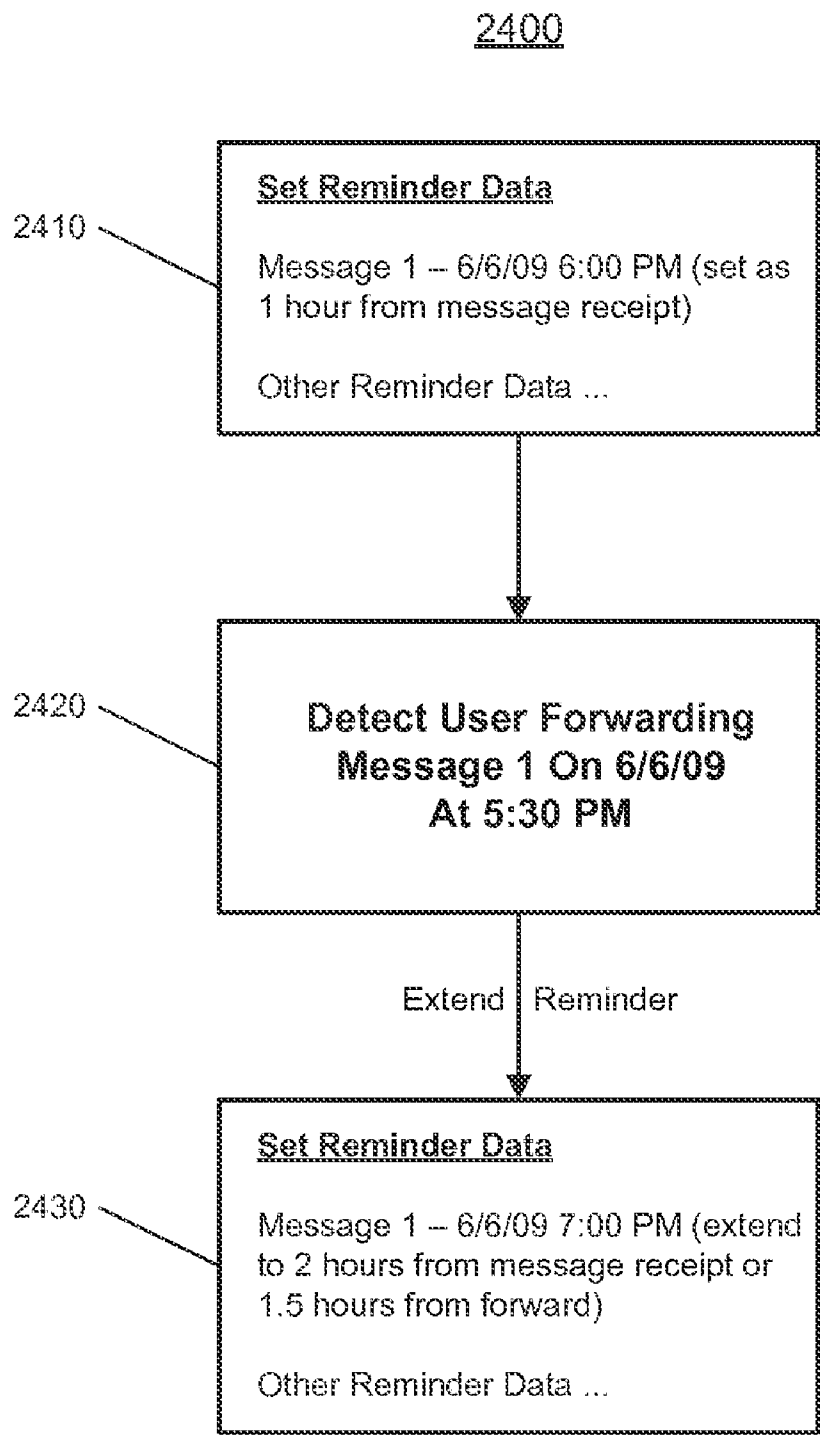 2400
Set Reminder Data
2410
Message 1 – 6/6/09 6:00 PM (set as
1 hour from message receipt)
Other Reminder Data ...
2420
Detect User Forwarding
Message 1 On 6/6/09
At 5:30 PM
Extend Reminder
Set Reminder Data
2430
Message 1 – 6/6/09 7:00 PM (extend
to 2 hours from message receipt or
1.5 hours from forward)
Other Reminder Data ...